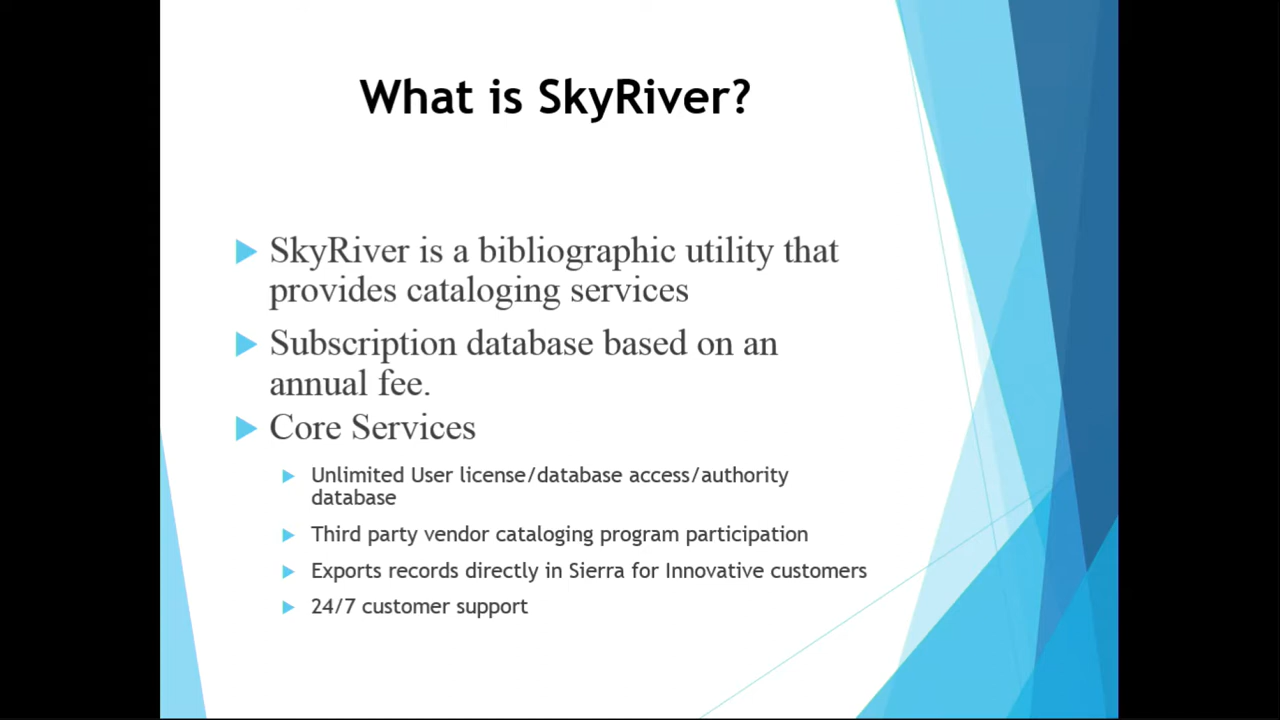 What is SkyRiver?
SkyRiver is a bibliographic utility that
provides cataloging services
Subscription database based on an
annual fee.
Core Services
Unlimited User license/database access/authority
database
Third party vendor cataloging program participation
Exports records directly in Sierra for Innovative customers
24/7 customer support